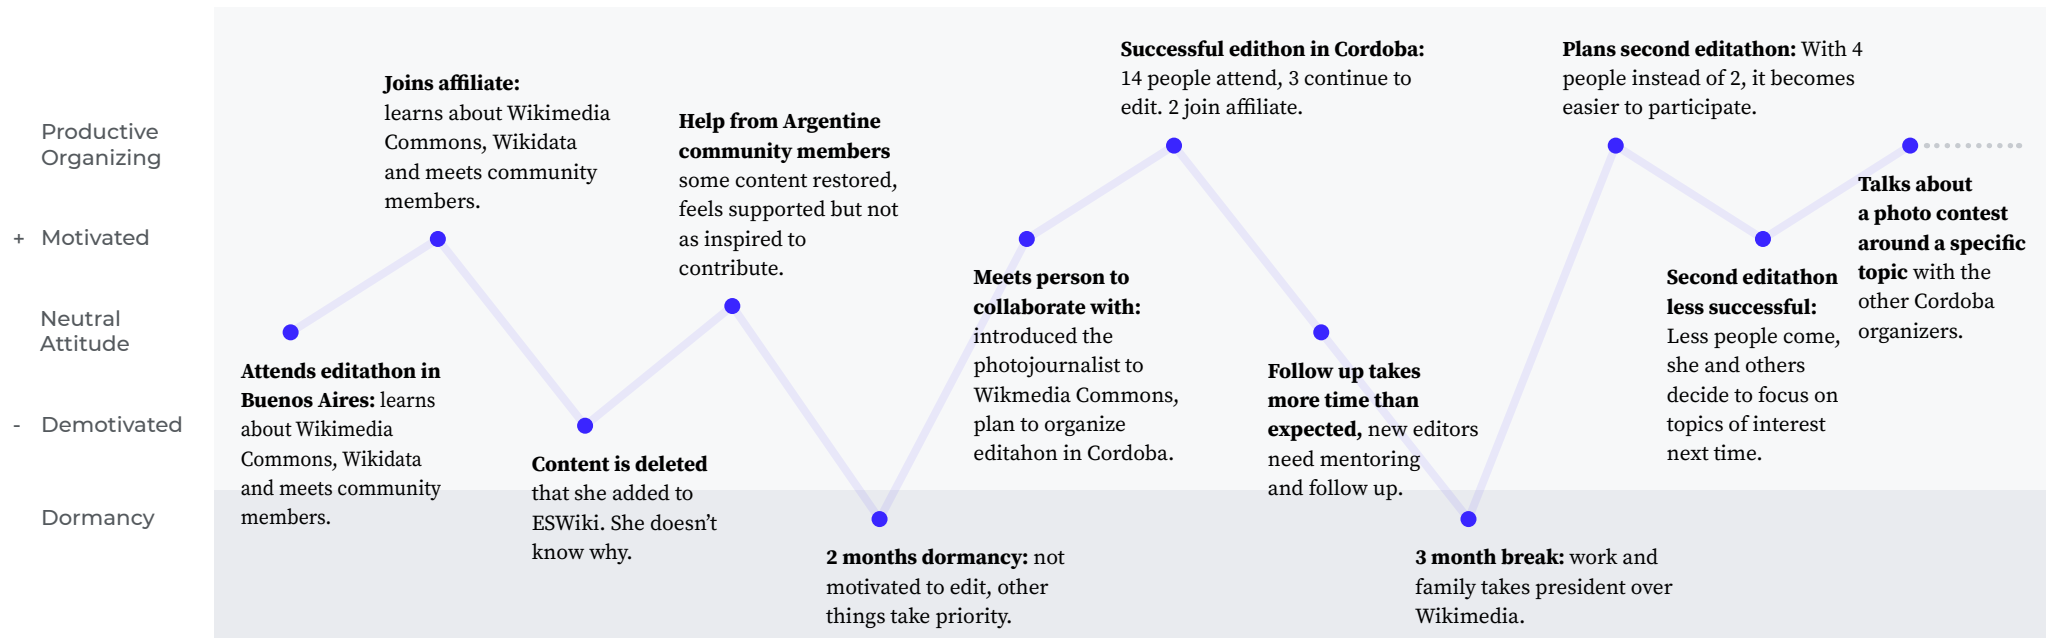 Productive
Organizing
+ Motivated
Neutral
Attitude
- Demotivated
Dormancy
Attends editathon in
Buenos Aires: learns
about Wikimedia
Commons, Wikidata
and meets community
members.
Joins affiliate:
learns about Wikimedia
Commons, Wikidata
and meets community
members.
Content is deleted
that she added to
ESWiki. She doesn’t
know why.
Help from Argentine
community members
some content restored,
feels supported but not
as inspired to
contribute.
2 months dormancy: not
motivated to edit, other
things take priority.
Meets person to
collaborate with:
introduced the
photojournalist to
Wikmedia Commons,
plan to organize
editahon in Cordoba.
Successful edithon in Cordoba:
14 people attend, 3 continue to
edit. 2 join affiliate.
Follow up takes
more time than
expected, new editors
need mentoring
and follow up.
3 month break: work and
family takes president over
Wikimedia.
Plans second editathon: With 4
people instead of 2, it becomes
easier to participate.
Second editathon
less successful:
Less people come,
she and others
decide to focus on
topics of interest
next time.
Talks about
a photo contest
around a specific
topic with the
other Cordoba
organizers.